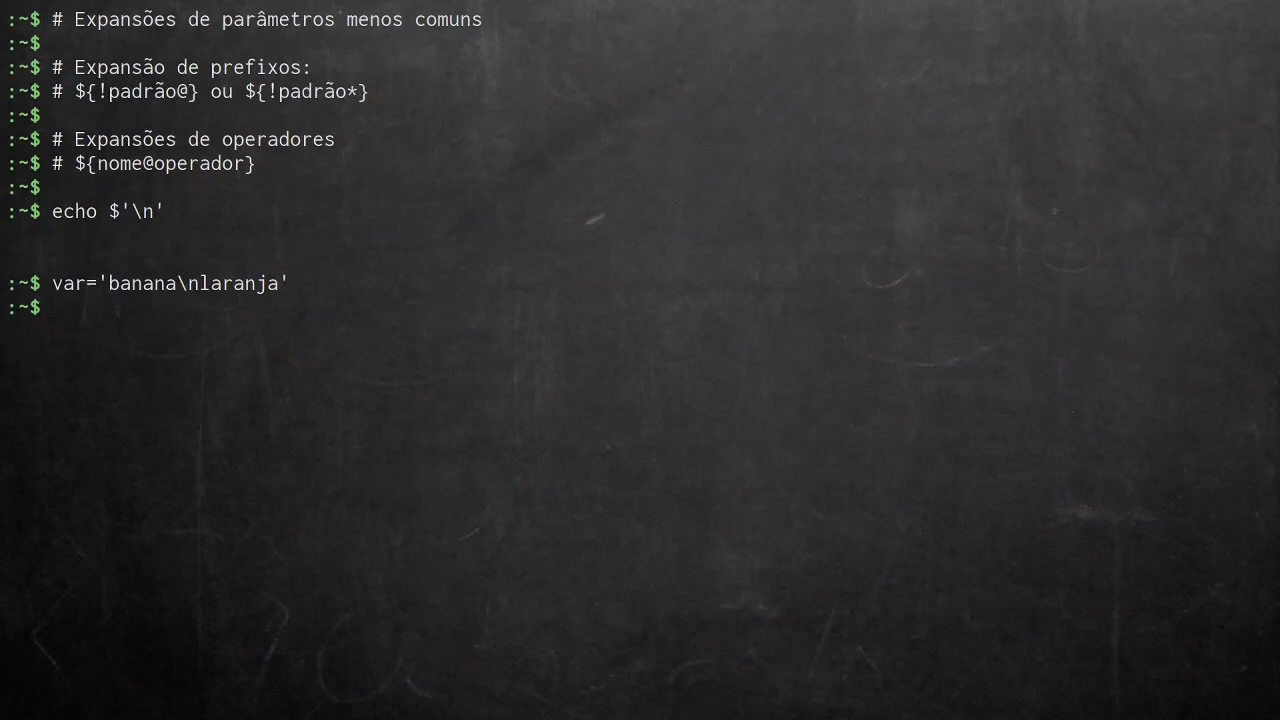 :~$ # Expansões de parâmetros menos comuns
:~$
:~$ # Expansão de prefixos:
:~$ # ${!padrão@} ou ${!padrão*}
:~$
:~$ # Expansões de operadores
:~$ # ${nome@operador}
:~$
:~$ echo $'\n'
:~$ var='banana\nlaranja'
:~$